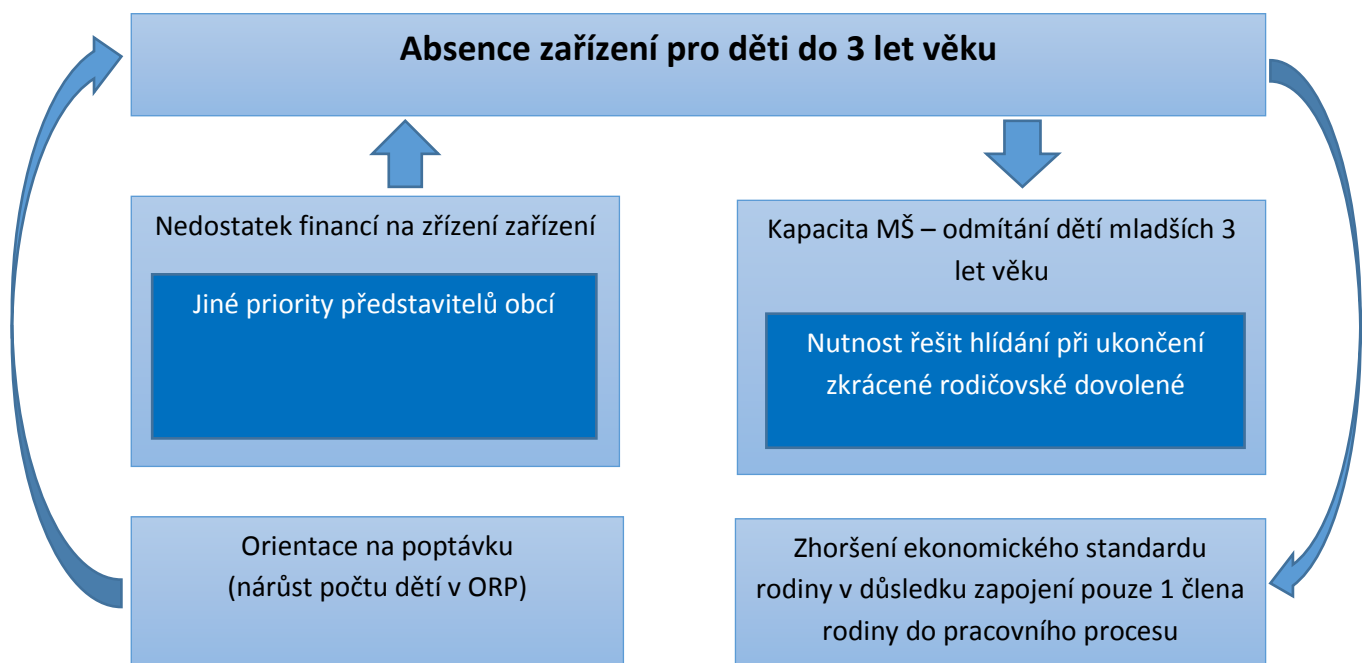 Absence zařízení pro děti do 3 let věku
Nedostatek financí na zřízení zařízení
Jiné priority představitelů obcí
Kapacita MŠ – odmítání dětí mladších 3
let věku
Nutnost řešit hlídání při ukončení
zkrácené rodičovské dovolené
Orientace na poptávku
(nárůst počtu dětí v ORP)
Zhoršení ekonomického standardu
rodiny v důsledku zapojení pouze 1 člena
rodiny do pracovního procesu